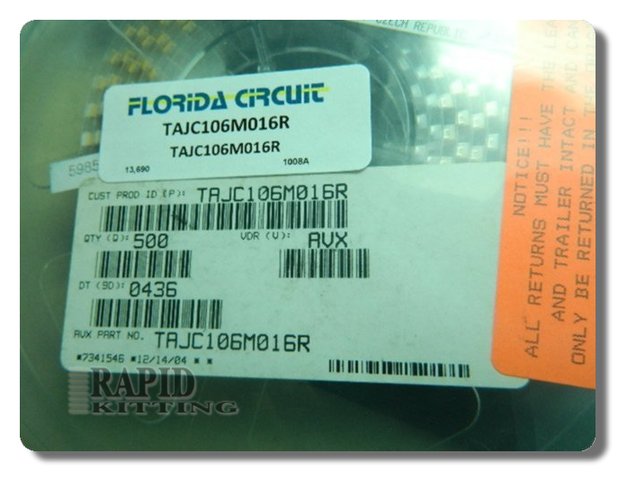 CZECH REPUBLIC
FLORIDA CIRCUIT
TAJC106M016R
TAJC106M016R
13,690 1008A
5985
CUST PROD ID (P): TAJC106M016R
QTY (Q): 500 VDR (V): AVX
DT (9D): 0436
AVX PART NO. TAJC106M016R
*7341546 *12/14/04 * *
NOTICE!!!
ALL RETURNS MUST HAVE THE LEA
AND TRAILER INTACT AND CAN
ONLY BE RETURNED IN THE
RAPID
KITTING